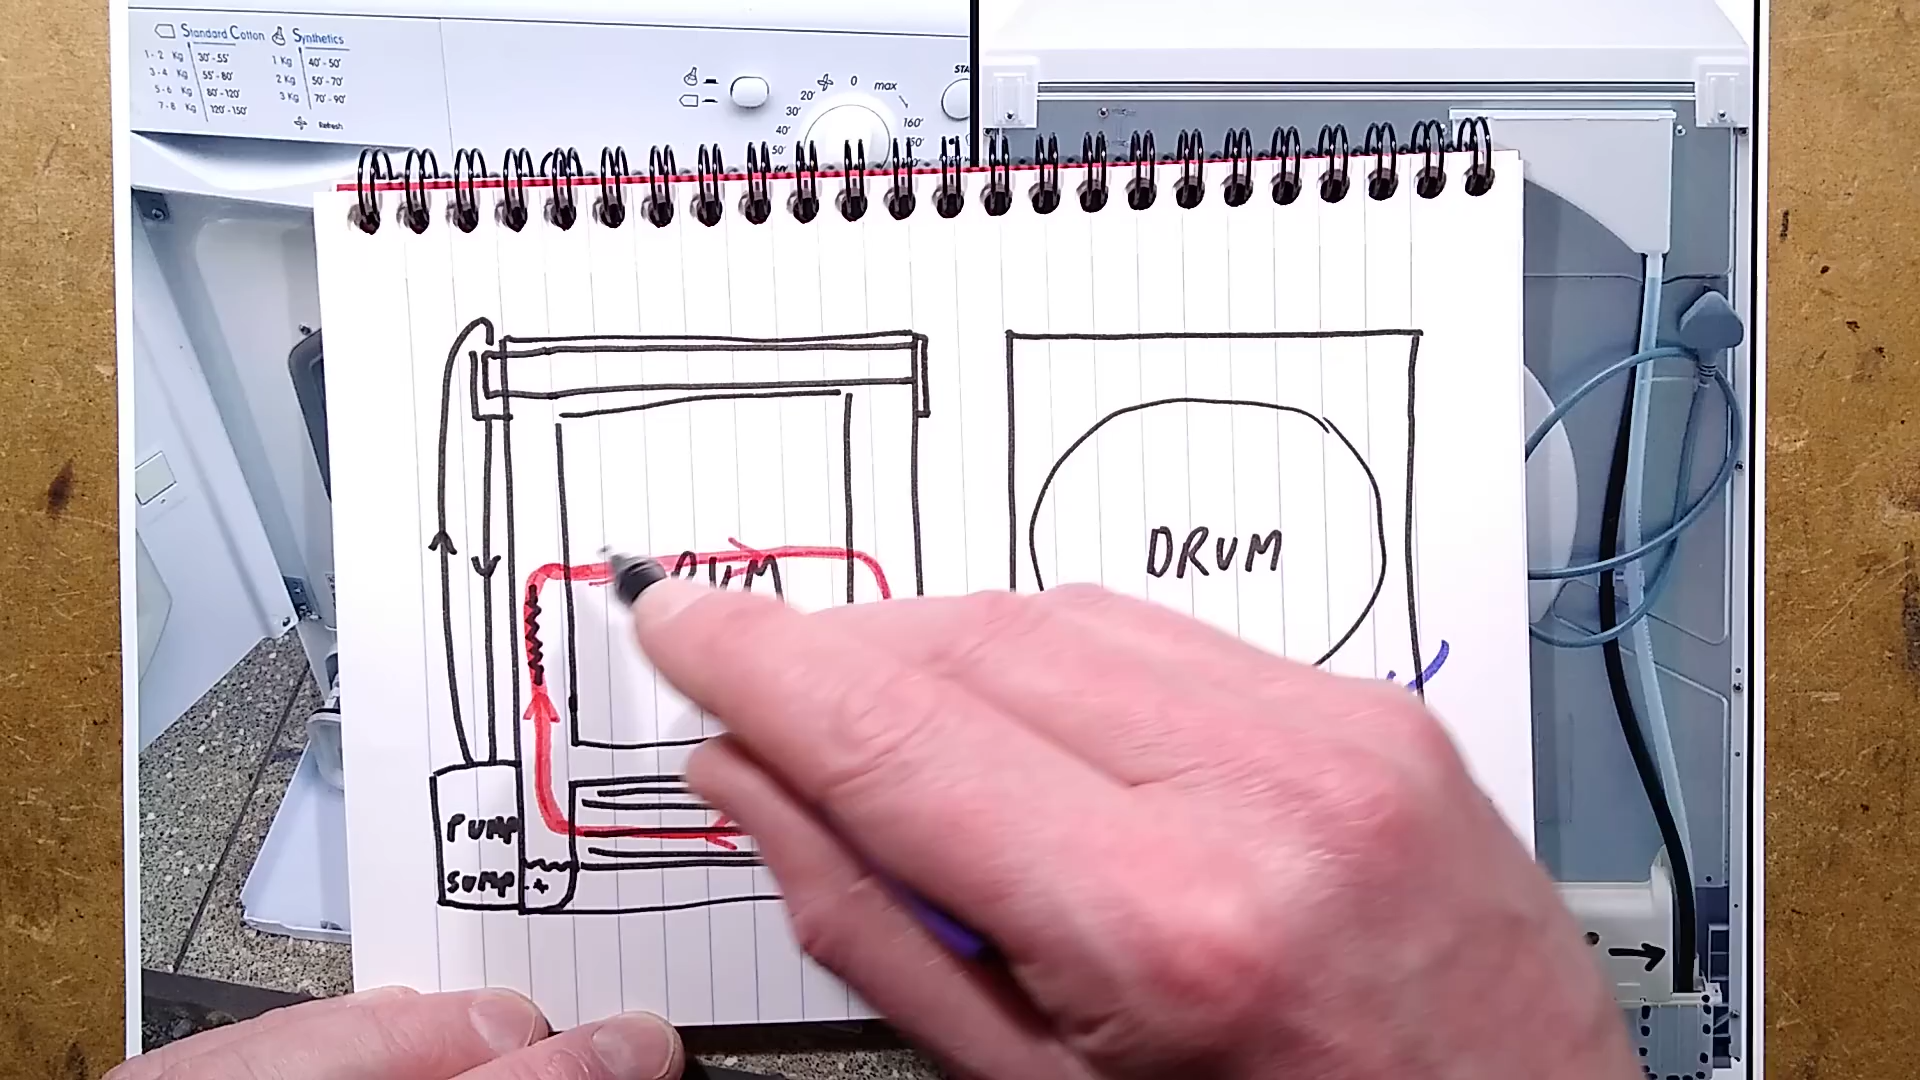 Standard Cotton
1 - 2 Kg 30' - 55'
3 - 4 Kg 55' - 80'
5 - 6 Kg 80' - 120'
7 - 8 Kg 120' - 150'
Synthetics
1 Kg 40' - 50'
2 Kg 50' - 70'
3 Kg 70' - 90'
Refresh
0
max
20'
30'
40'
50'
160'
STA
DRUM
PUMP
SUMP